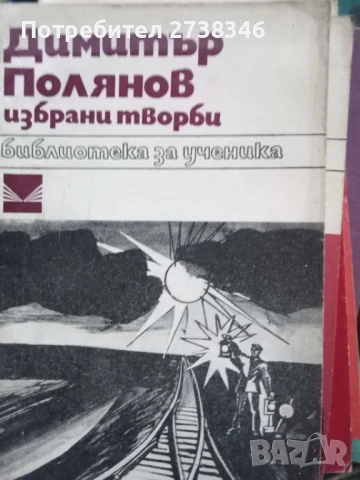 Димитър
Потребител 2738346
Полянов
избрани творби
библиотека за ученика
BAZAR